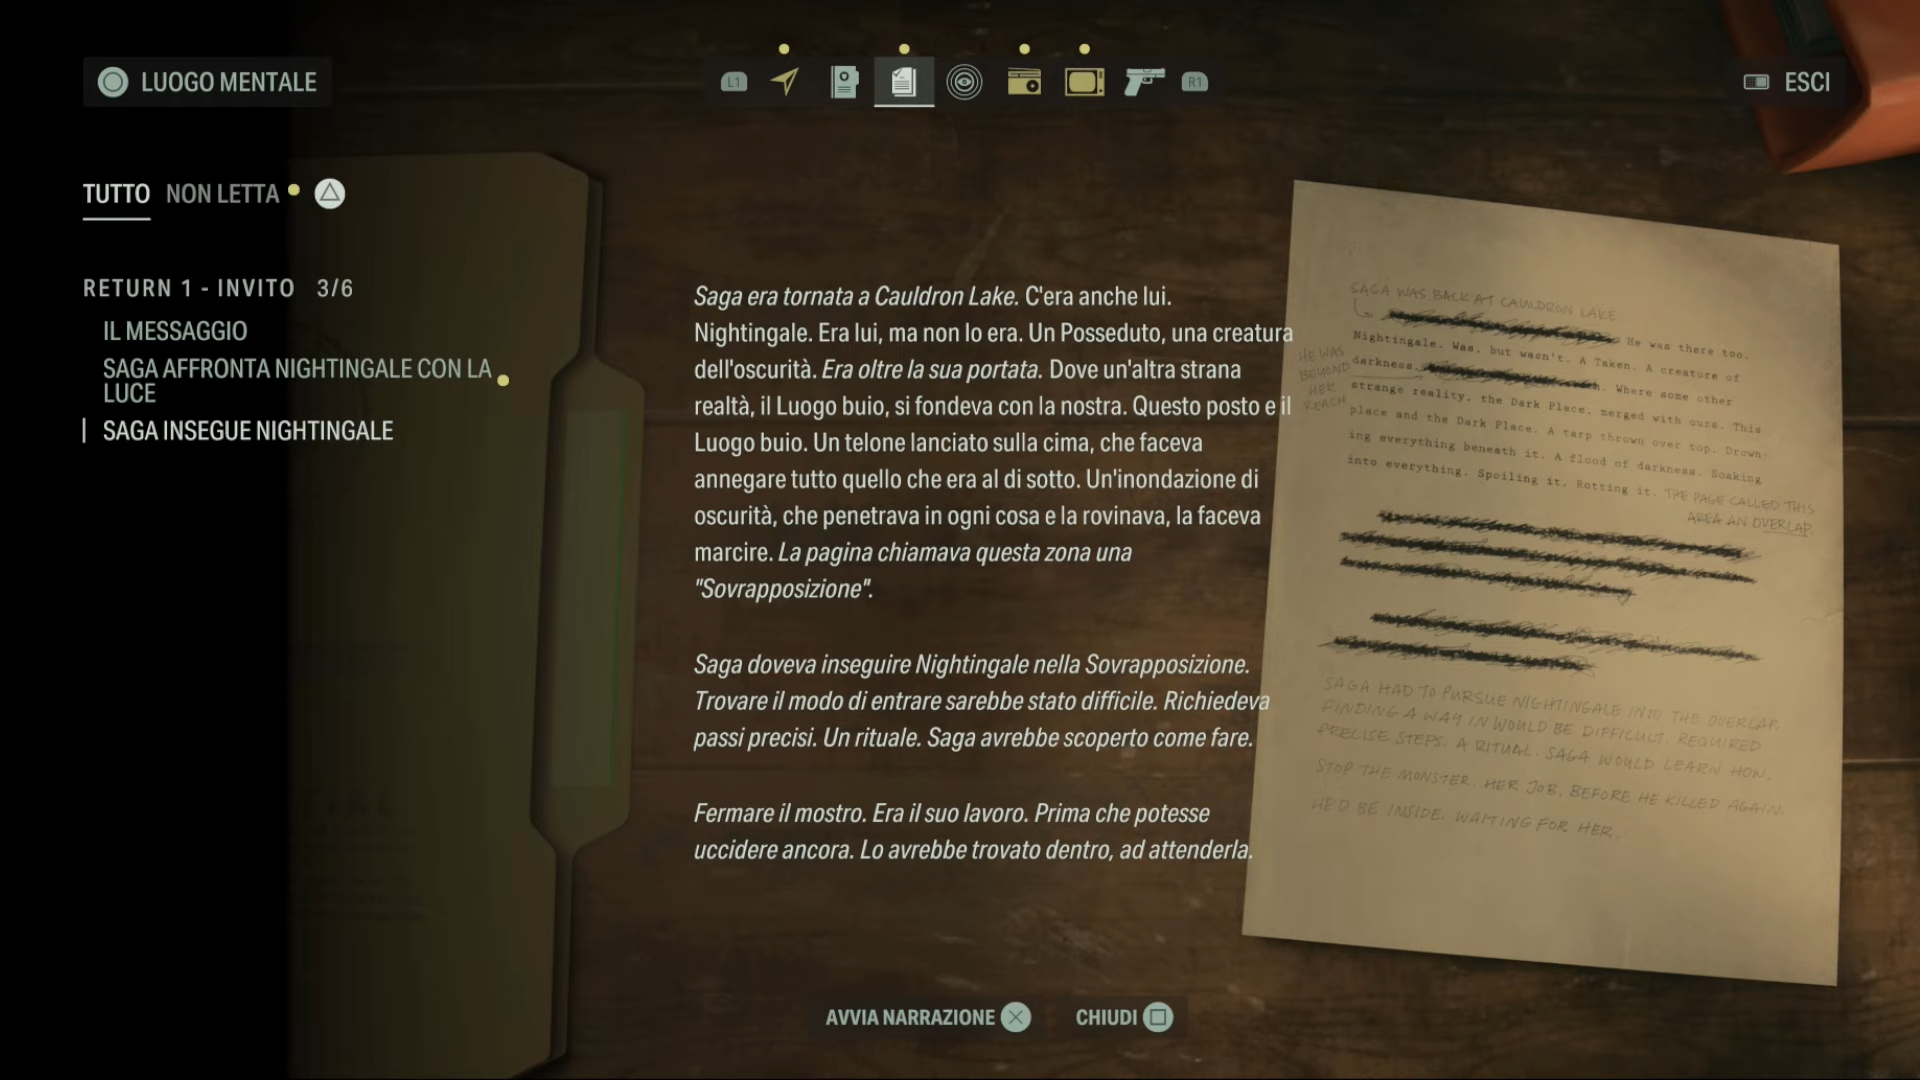 LUOGO MENTALE
L1
R1
ESCI
TUTTO NON LETTA
RETURN 1 - INVITO 3/6
IL MESSAGGIO
SAGA AFFRONTA NIGHTINGALE CON LA
LUCE
SAGA INSEGUE NIGHTINGALE
Saga era tornata a Cauldron Lake. C'era anche lui.
Nightingale. Era lui, ma non lo era. Un Posseduto, una creatura
dell'oscurità. Era oltre la sua portata. Dove un'altra strana
realtà, il Luogo buio, si fondeva con la nostra. Questo posto e il
Luogo buio. Un telone lanciato sulla cima, che faceva
annegare tutto quello che era al di sotto. Un'inondazione di
oscurità, che penetrava in ogni cosa e la rovinava, la faceva
marcire. La pagina chiamava questa zona una
"Sovrapposizione".
Saga doveva inseguire Nightingale nella Sovrapposizione.
Trovare il modo di entrare sarebbe stato difficile. Richiedeva
passi precisi. Un rituale. Saga avrebbe scoperto come fare.
Fermare il mostro. Era il suo lavoro. Prima che potesse
uccidere ancora. Lo avrebbe trovato dentro, ad attenderla.
SAGA WAS BACK AT CAULDRON LAKE
He was there too.
Nightingale. Was, but wasn't. A Taken. A creature of
HE WAS
BEYOND
HER
REACH
darkness. Where some other
strange reality, the Dark Place, merged with ours. This
place and the Dark Place. A tarp thrown over top. Drown-
ing everything beneath it. A flood of darkness. Soaking
into everything. Spoiling it. Rotting it. THE PAGE CALLED THIS
AREA AN OVERLAP.
SAGA HAD TO PURSUE NIGHTINGALE INTO THE OVERLAP.
FINDING A WAY IN WOULD BE DIFFICULT. REQUIRED
PRECISE STEPS. A RITUAL. SAGA WOULD LEARN HOW.
STOP THE MONSTER. HER JOB. BEFORE HE KILLED AGAIN.
HE'D BE INSIDE. WAITING FOR HER.
AVVIA NARRAZIONE
CHIUDI